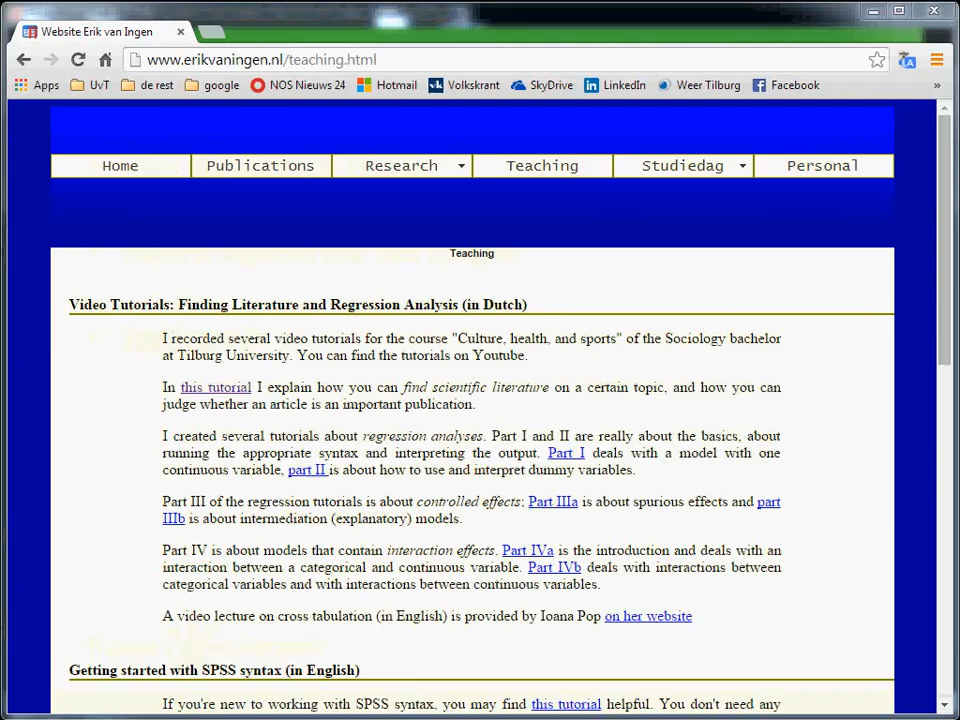 Website Erik van Ingen
www.erikvaningen.nl/teaching.html
Apps UvT de rest google NOS Nieuws 24 Hotmail Volkskrant SkyDrive LinkedIn Weer Tilburg Facebook »
Home Publications Research Teaching Studiedag Personal
Teaching
Video Tutorials: Finding Literature and Regression Analysis (in Dutch)
I recorded several video tutorials for the course "Culture, health, and sports" of the Sociology bachelor
at Tilburg University. You can find the tutorials on Youtube.
In this tutorial I explain how you can find scientific literature on a certain topic, and how you can
judge whether an article is an important publication.
I created several tutorials about regression analyses. Part I and II are really about the basics, about
running the appropriate syntax and interpreting the output. Part I deals with a model with one
continuous variable, part II is about how to use and interpret dummy variables.
Part III of the regression tutorials is about controlled effects; Part IIIa is about spurious effects and part
IIIb is about intermediation (explanatory) models.
Part IV is about models that contain interaction effects. Part IVa is the introduction and deals with an
interaction between a categorical and continuous variable. Part IVb deals with interactions between
categorical variables and with interactions between continuous variables.
A video lecture on cross tabulation (in English) is provided by Ioana Pop on her website
Getting started with SPSS syntax (in English)
If you're new to working with SPSS syntax, you may find this tutorial helpful. You don't need any